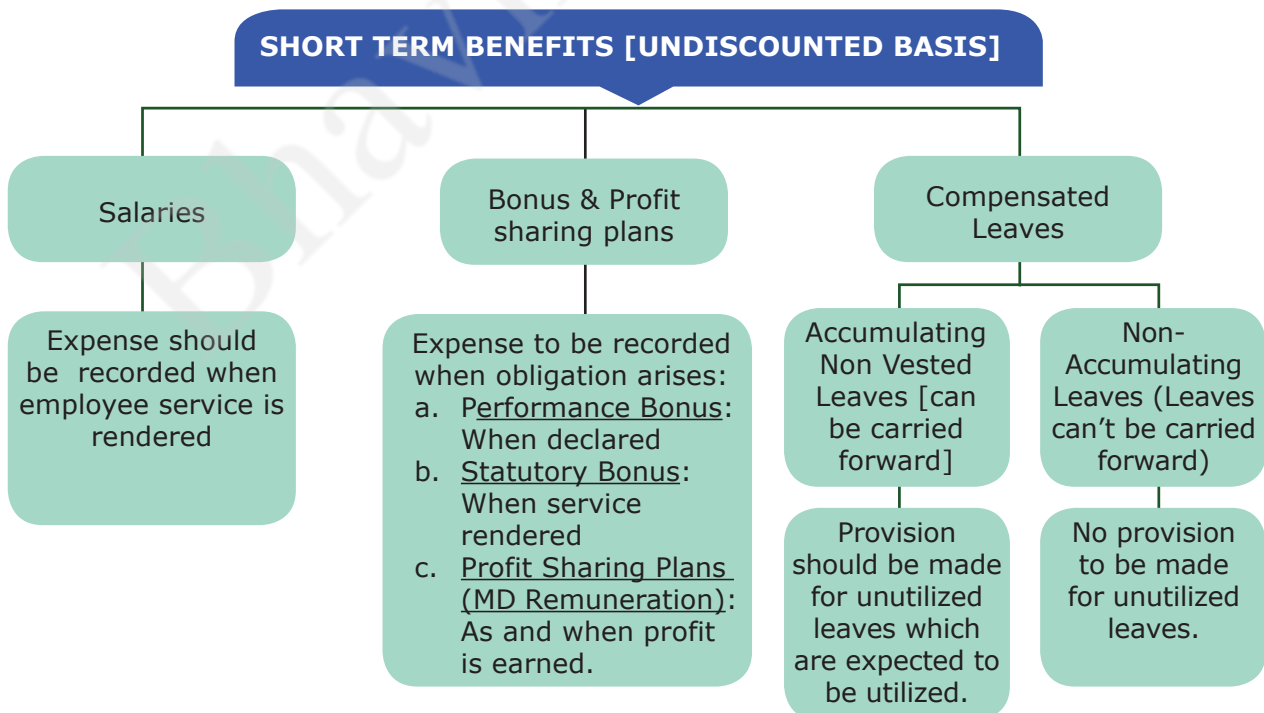 SHORT TERM BENEFITS [UNDISCOUNTED BASIS]
Salaries
Expense should
be recorded when
employee service is
rendered
Bonus & Profit
sharing plans
Expense to be recorded
when obligation arises:
a. Performance Bonus:
When declared
b. Statutory Bonus:
When service
rendered
c. Profit Sharing Plans
(MD Remuneration):
As and when profit
is earned.
Compensated
Leaves
Accumulating
Non Vested
Leaves [can
be carried
forward]
Provision
should be made
for unutilized
leaves which
are expected to
be utilized.
Non-
Accumulating
Leaves (Leaves
can't be carried
forward)
No provision
to be made
for unutilized
leaves.
Bhavi